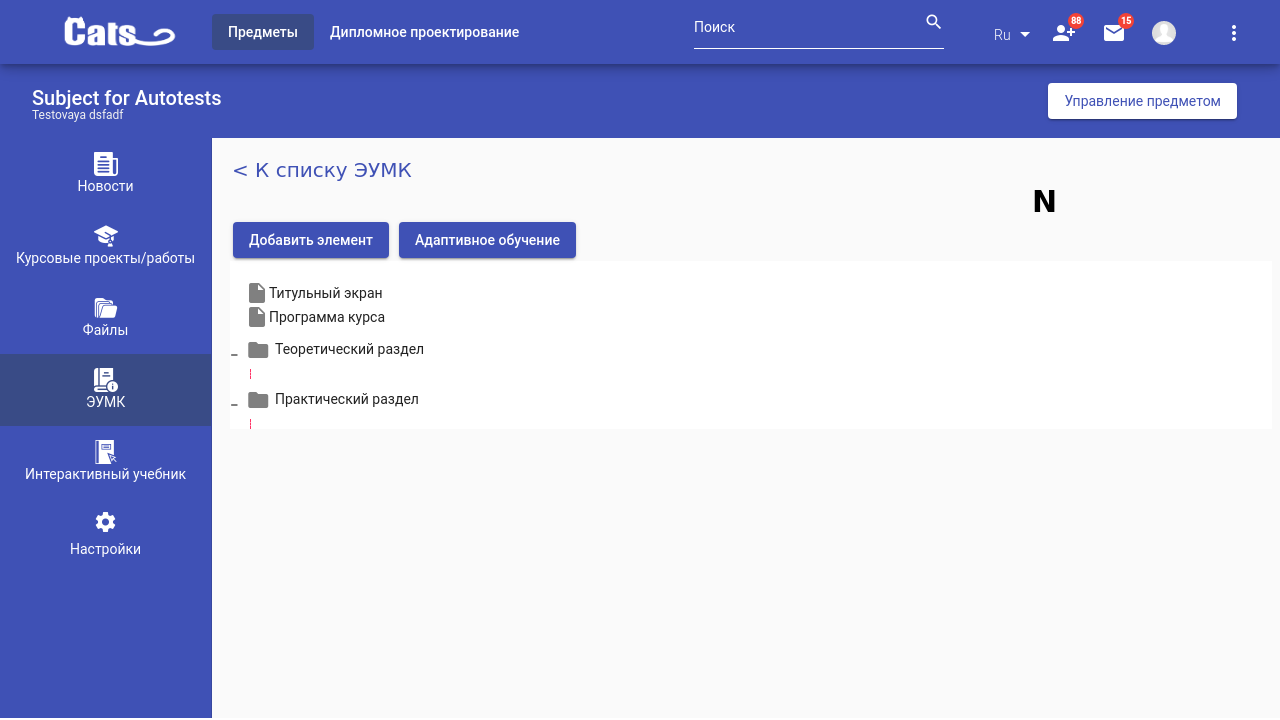 Cats
Предметы
Дипломное проектирование
Поиск
Ru
88
15
Subject for Autotests
Testovaya dsfadf
Управление предметом
Новости
Курсовые проекты/работы
Файлы
ЭУМК
Интерактивный учебник
Настройки
< К списку ЭУМК
N
Добавить элемент
Адаптивное обучение
Титульный экран
Программа курса
Теоретический раздел
Практический раздел